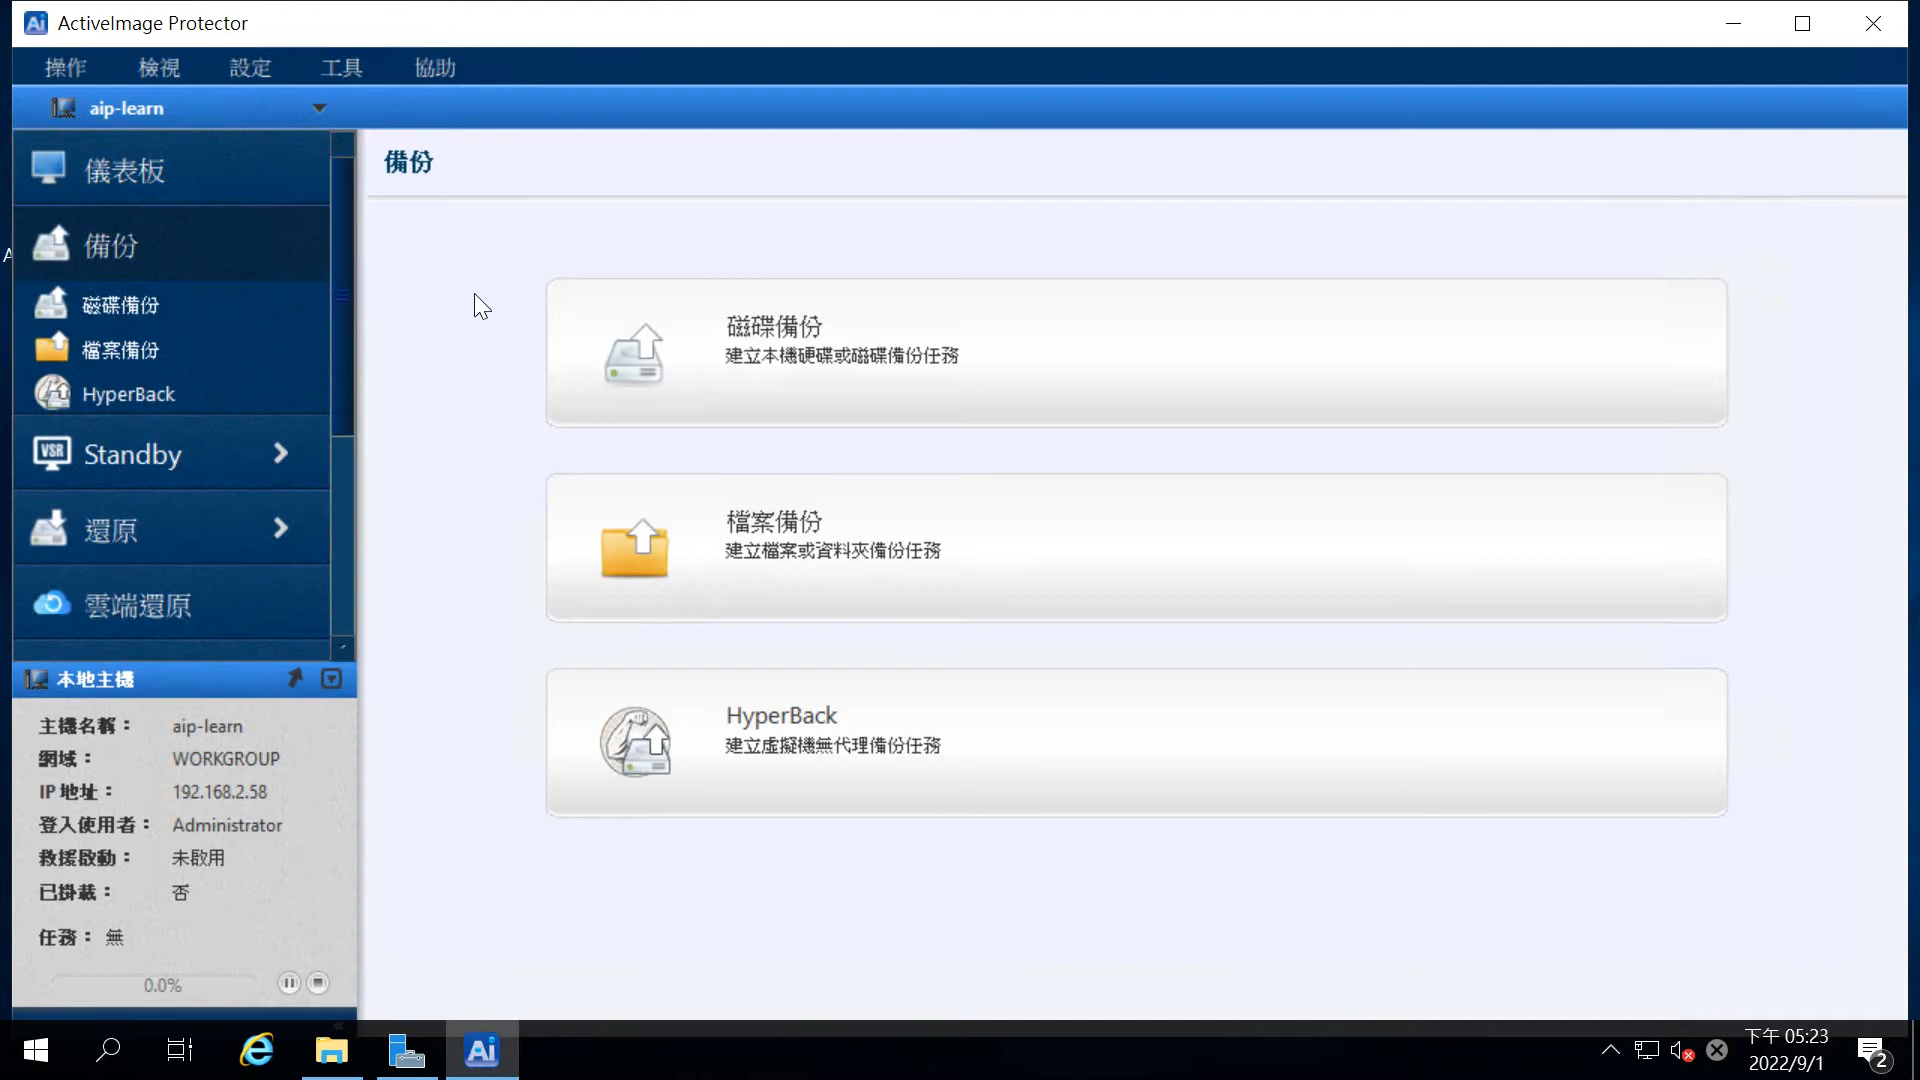 ActiveImage Protector
操作 檢視 設定 工具 協助
aip-learn
儀表板
備份
磁碟備份
檔案備份
HyperBack
Standby
還原
雲端還原
本地主機
主機名稱： aip-learn
網域： WORKGROUP
IP 地址： 192.168.2.58
登入使用者： Administrator
救援啟動： 未啟用
已掛載： 否
任務： 無
0.0%
備份
磁碟備份
建立本機硬碟或磁碟備份任務
檔案備份
建立檔案或資料夾備份任務
HyperBack
建立虛擬機無代理備份任務
下午 05:23
2022/9/1
2